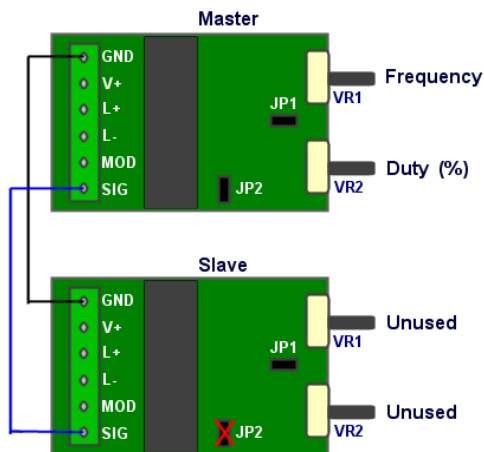 Master
GND
V+
L+
L-
MOD
SIG
JP1
JP2
VR1
Frequency
VR2
Duty (%)
Slave
GND
V+
L+
L-
MOD
SIG
JP1
JP2
VR1
Unused
VR2
Unused